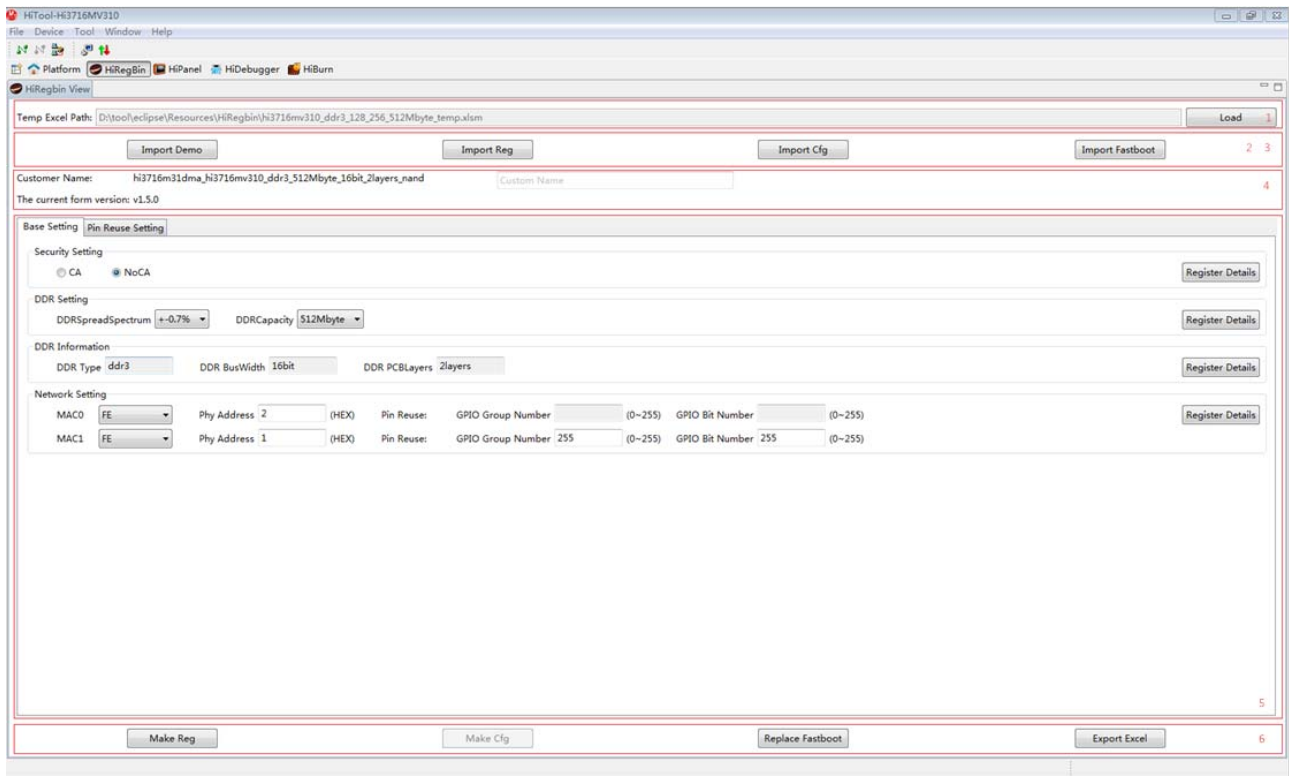 HiTool-Hi3716MV310
File Device Tool Window Help
Platform HiRegBin HiPanel HiDebugger HiBurn
HiRegbin View
Temp Excel Path: D:\tool\eclipse\Resources\HiRegbin\hi3716mv310_ddr3_128_256_512Mbyte_temp.xlsm Load 1
Import Demo Import Reg Import Cfg Import Fastboot 2 3
Customer Name: hi3716m31dma_hi3716mv310_ddr3_512Mbyte_16bit_2layers_nand Custom Name 4
The current form version: v1.5.0
Base Setting Pin Reuse Setting
Security Setting
CA NoCA Register Details
DDR Setting
DDRSpreadSpectrum +-0.7% DDRCapacity 512Mbyte Register Details
DDR Information
DDR Type ddr3 DDR BusWidth 16bit DDR PCBLayers 2layers Register Details
Network Setting
MAC0 FE Phy Address 2 (HEX) Pin Reuse: GPIO Group Number (0~255) GPIO Bit Number (0~255) Register Details
MAC1 FE Phy Address 1 (HEX) Pin Reuse: GPIO Group Number 255 (0~255) GPIO Bit Number 255 (0~255)
5
Make Reg Make Cfg Replace Fastboot Export Excel 6